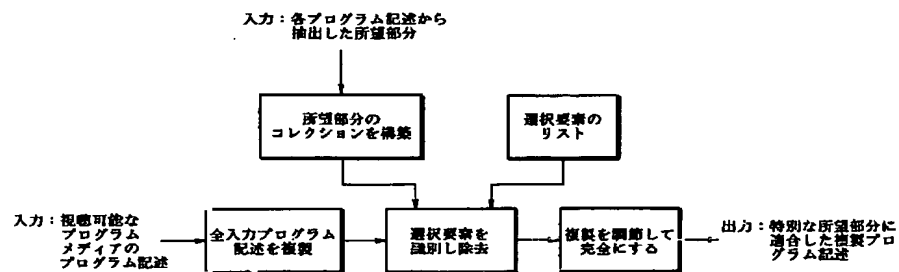 入力：各プログラム記述から
抽出した所望部分
所望部分の
コレクションを構築
選択要素の
リスト
入力：視聴可能な
プログラム
メディアの
プログラム記述
全入力プログラム
記述を複製
選択要素を
識別し除去
複製を調節して
完全にする
出力：特別な所望部分に
適合した複製プロ
グラム記述